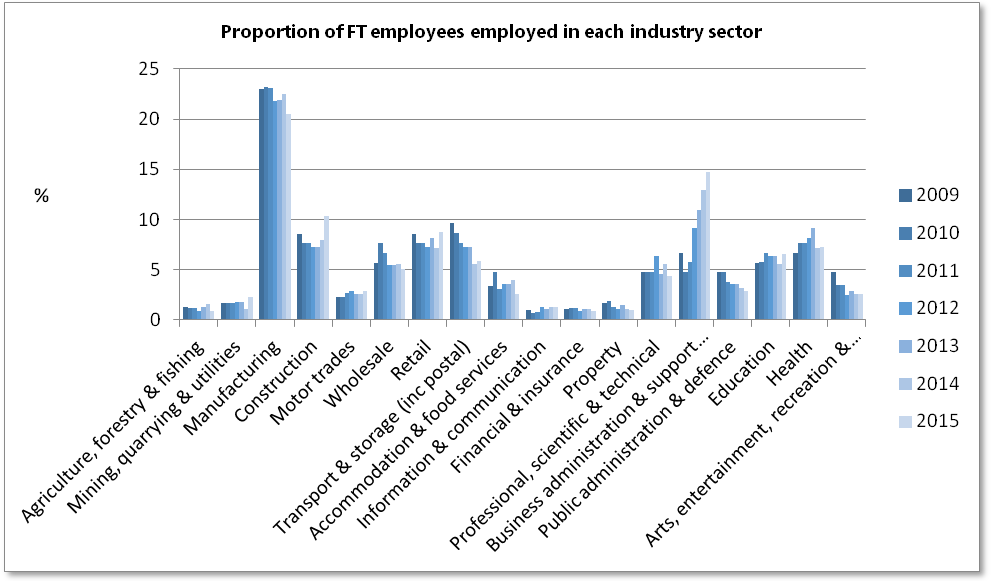 Proportion of FT employees employed in each industry sector
25
20
15
10
5
0
%
Agriculture, forestry & fishing
Mining, quarrying & utilities
Manufacturing
Construction
Motor trades
Wholesale
Retail
Transport & storage (inc postal)
Accommodation & food services
Information & communication
Financial & insurance
Property
Professional, scientific & technical
Business administration & support...
Public administration & defence
Education
Health
Arts, entertainment, recreation &...
2009
2010
2011
2012
2013
2014
2015